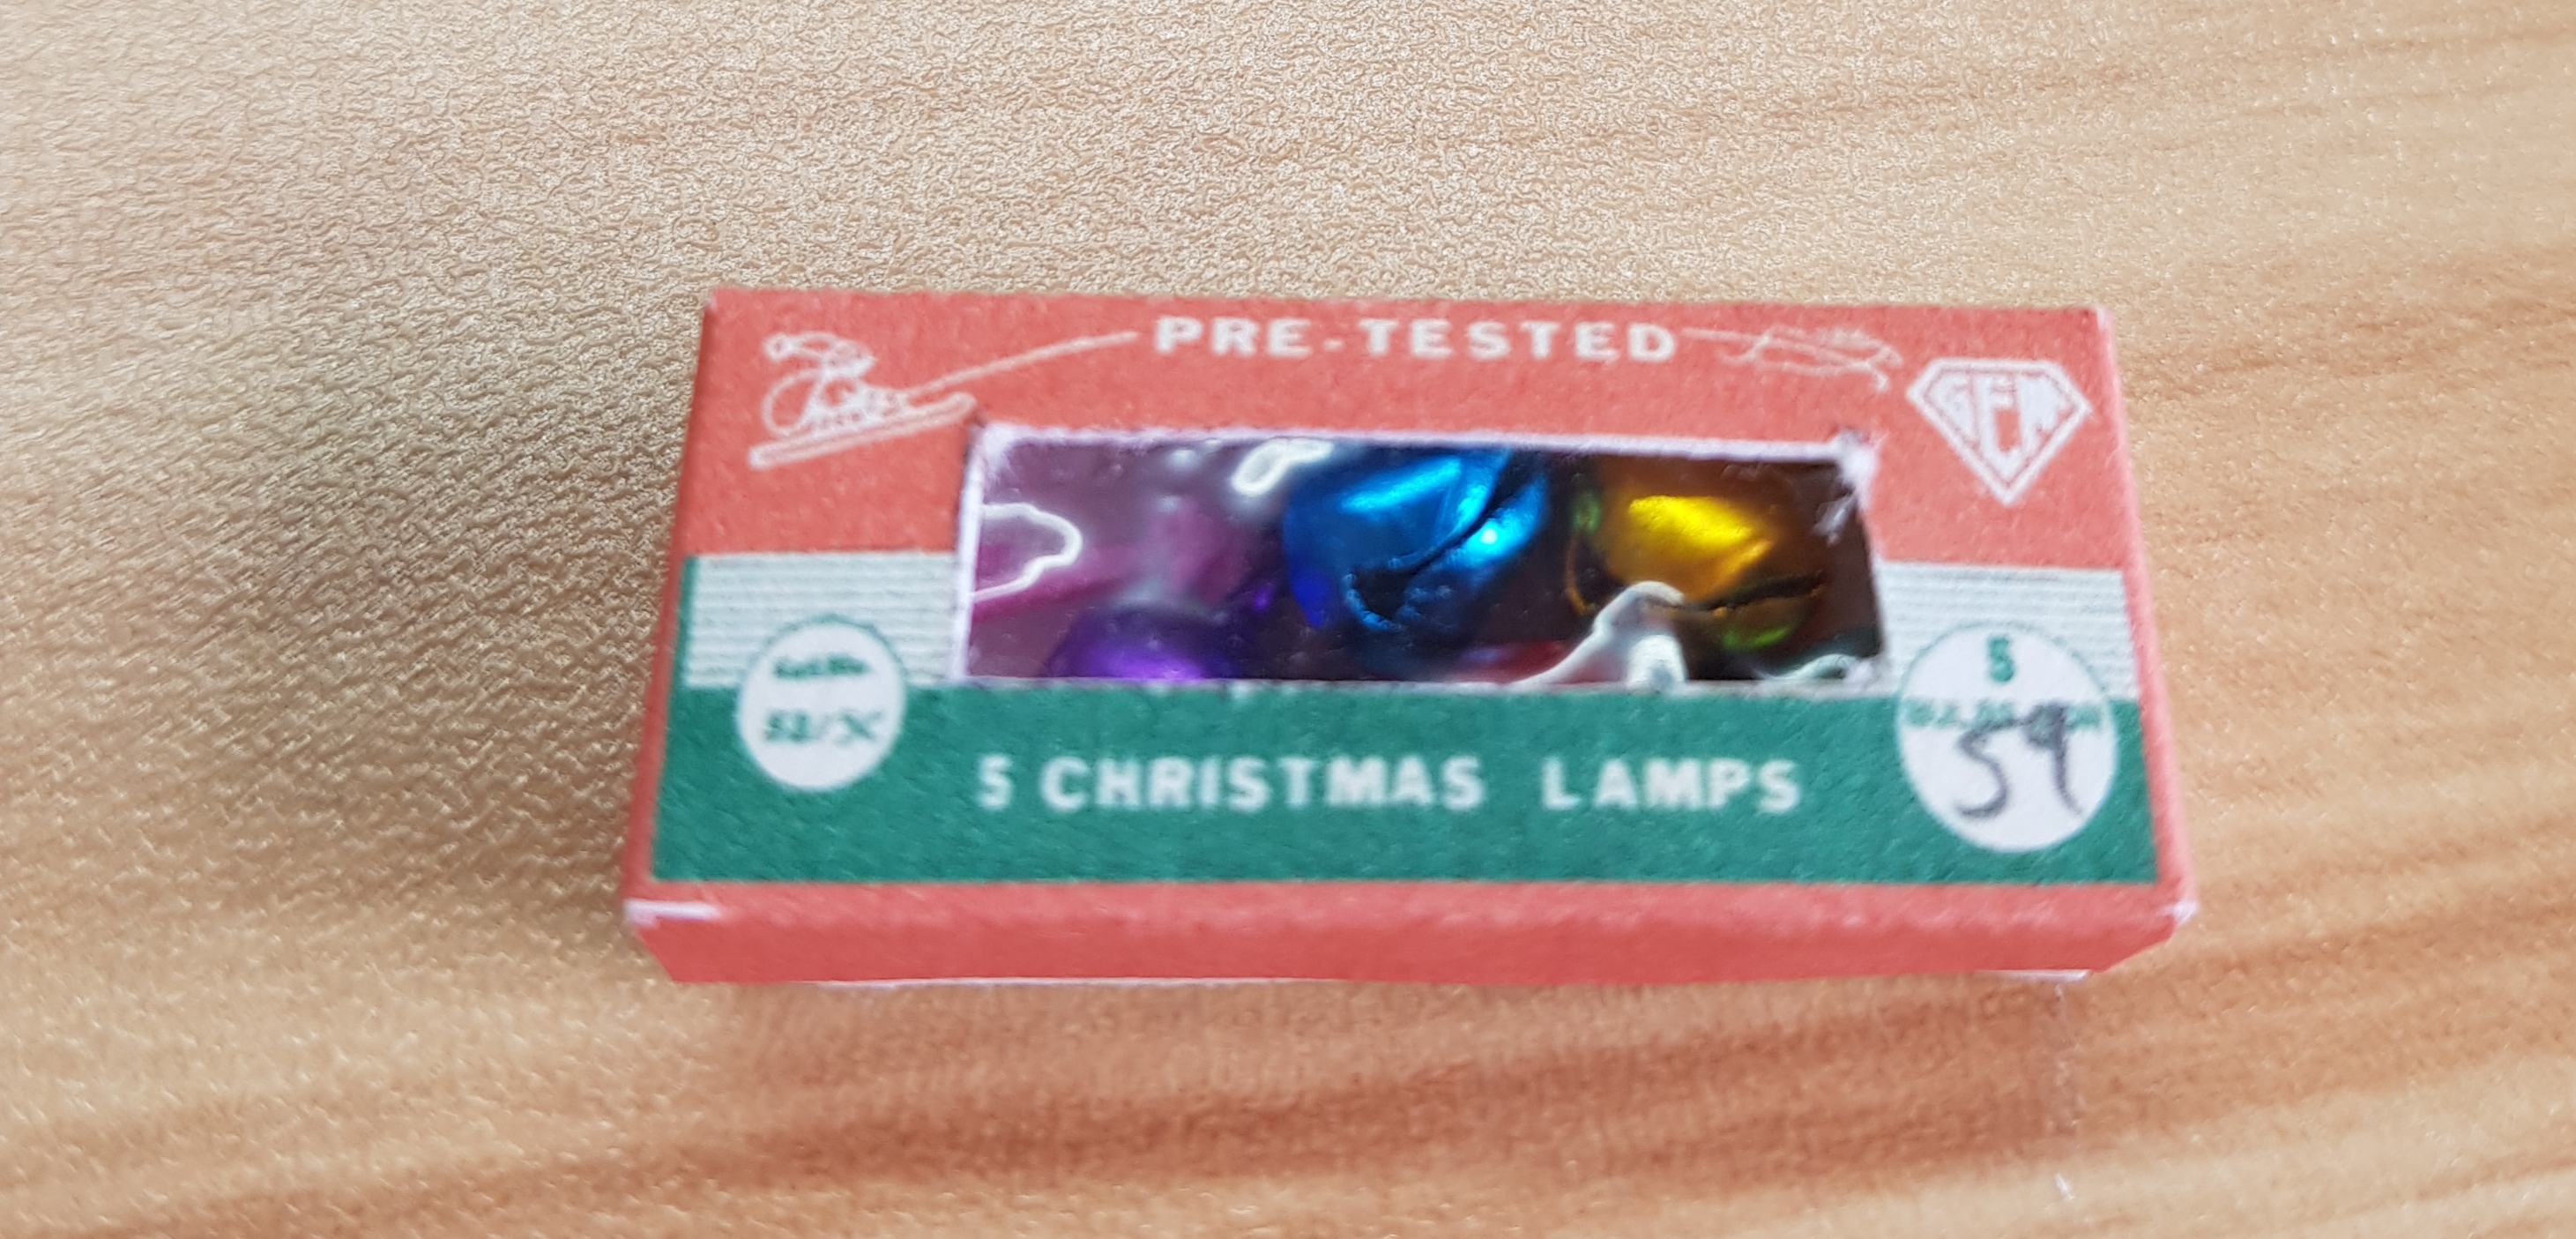 PRE-TESTED
GEM
5
59
5 CHRISTMAS LAMPS